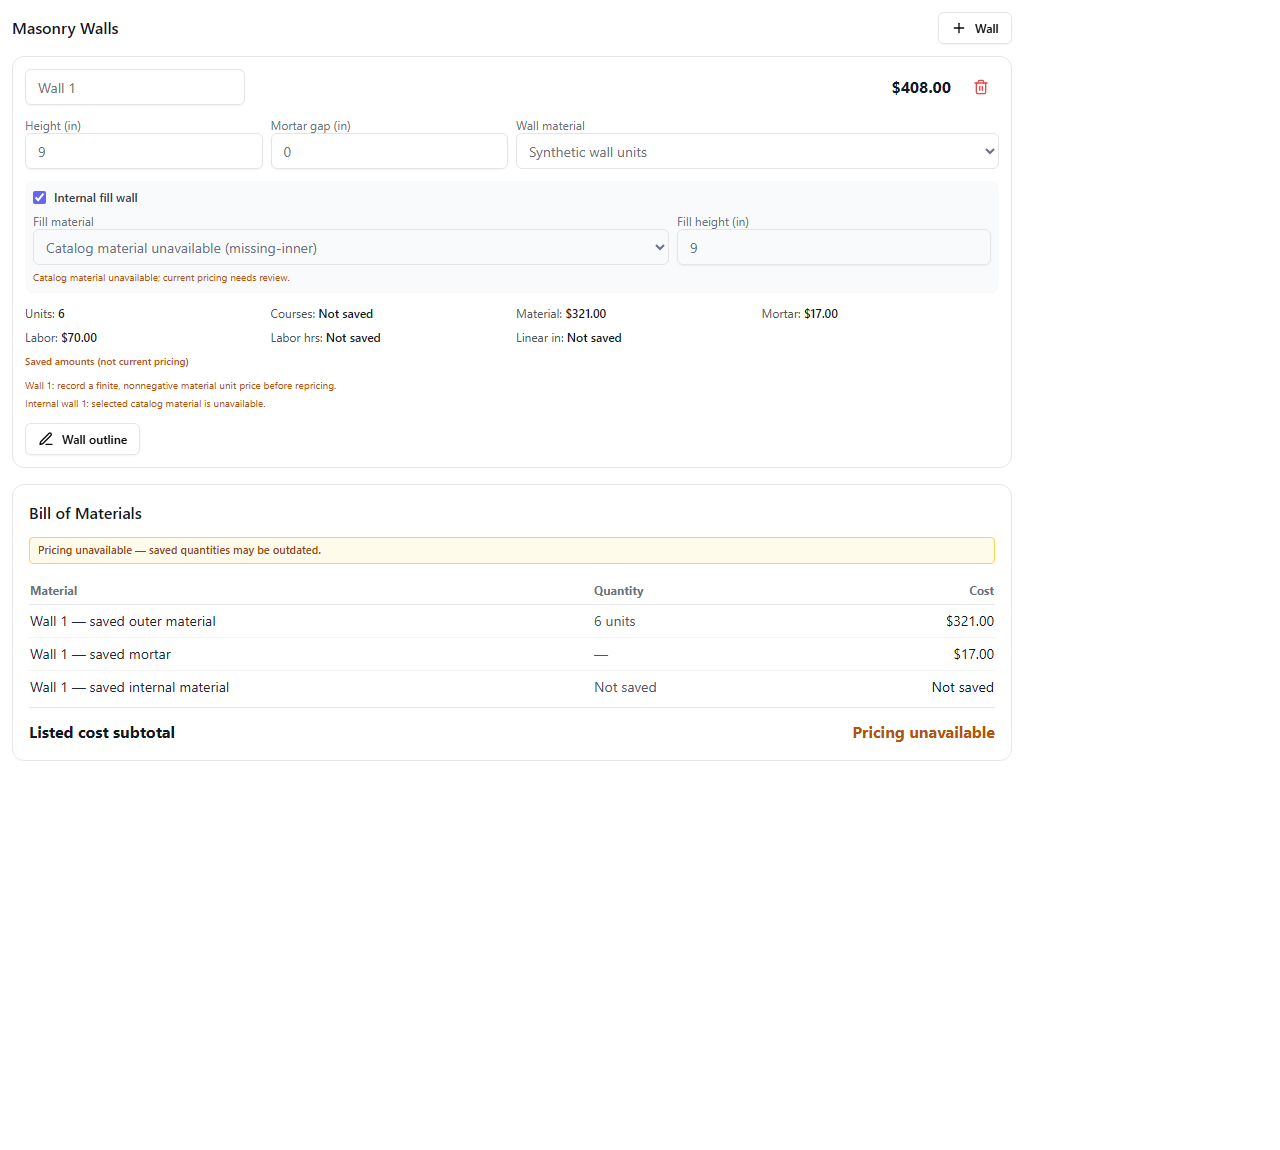 Masonry Walls
Wall
Wall 1
$408.00
Height (in)
Mortar gap (in)
Wall material
9
0
Synthetic wall units
Internal fill wall
Fill material
Fill height (in)
Catalog material unavailable (missing-inner)
9
Catalog material unavailable; current pricing needs review.
Units: 6
Courses: Not saved
Material: $321.00
Mortar: $17.00
Labor: $70.00
Labor hrs: Not saved
Linear in: Not saved
Saved amounts (not current pricing)
Wall 1: record a finite, nonnegative material unit price before repricing.
Internal wall 1: selected catalog material is unavailable.
Wall outline
Bill of Materials
Pricing unavailable — saved quantities may be outdated.
Material Quantity Cost
Wall 1 — saved outer material 6 units $321.00
Wall 1 — saved mortar — $17.00
Wall 1 — saved internal material Not saved Not saved
Listed cost subtotal Pricing unavailable